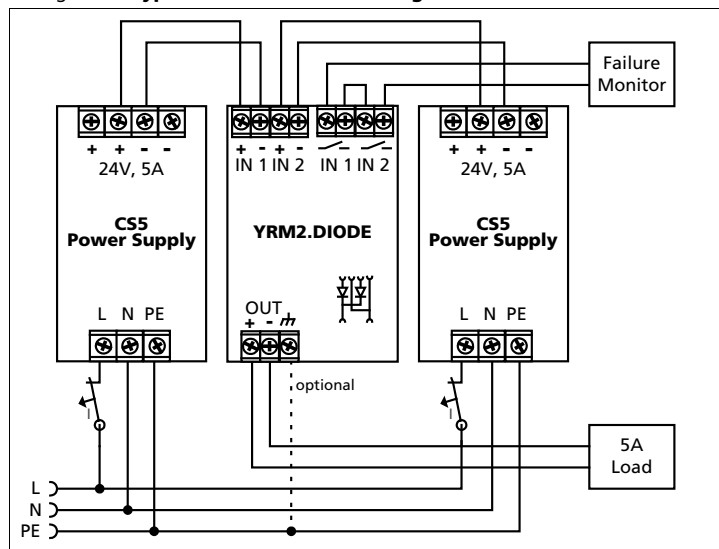 Failure
Monitor
+ + - -
24V, 5A
CS5
Power Supply
L N PE
+ - + -
IN 1 IN 2 IN 1 IN 2
YRM2.DIODE
OUT
+ -
optional
+ + - -
24V, 5A
CS5
Power Supply
L N PE
5A
Load
L
N
PE